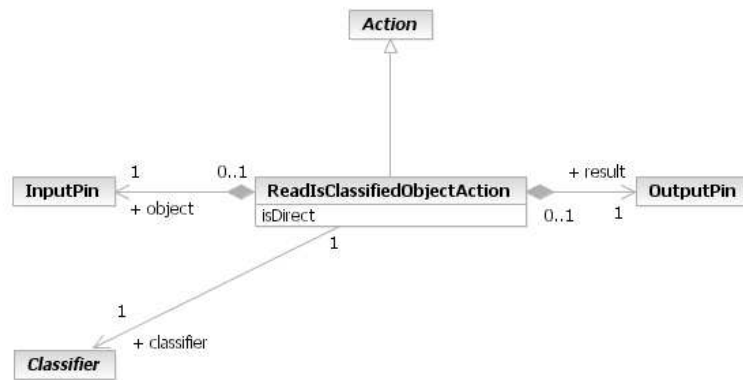 Action
1
0..1
+ result
InputPin
ReadIsClassifiedObjectAction
OutputPin
+ object
isDirect
0..1
1
1
1
+ classifier
Classifier